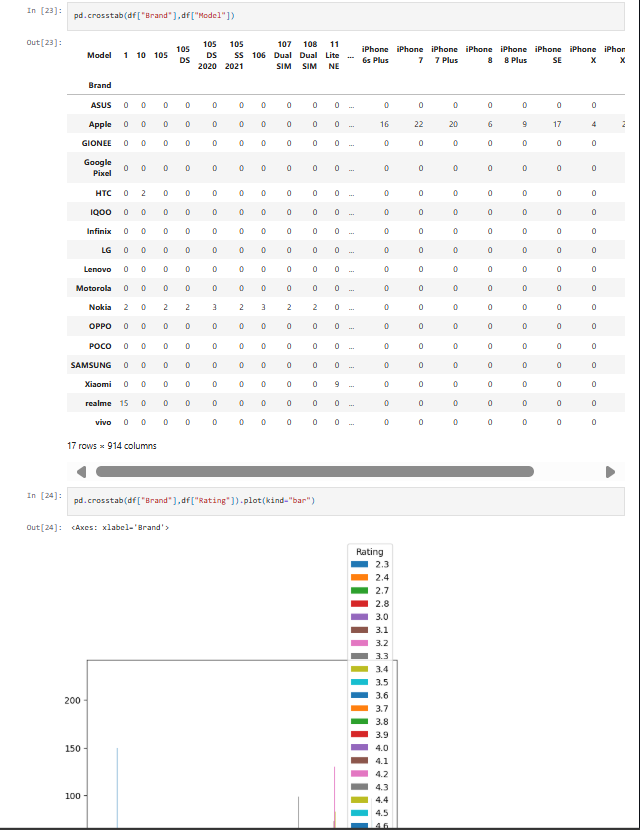 In [23]: pd.crosstab(df["Brand"],df["Model"])
Out[23]:
Model 1 10 105 105 DS 105 DS 2020 105 SS 2021 106 107 Dual SIM 108 Dual SIM 11 Lite NE ... iPhone 6s Plus iPhone 7 iPhone 7 Plus iPhone 8 iPhone 8 Plus iPhone SE iPhone X iPhon X
Brand
ASUS 0 0 0 0 0 0 0 0 0 0 ... 0 0 0 0 0 0 0
Apple 0 0 0 0 0 0 0 0 0 0 ... 16 22 20 6 9 17 4 2
GIONEE 0 0 0 0 0 0 0 0 0 0 ... 0 0 0 0 0 0 0
Google Pixel 0 0 0 0 0 0 0 0 0 0 ... 0 0 0 0 0 0 0
HTC 0 2 0 0 0 0 0 0 0 0 ... 0 0 0 0 0 0 0
IQOO 0 0 0 0 0 0 0 0 0 0 ... 0 0 0 0 0 0 0
Infinix 0 0 0 0 0 0 0 0 0 0 ... 0 0 0 0 0 0 0
LG 0 0 0 0 0 0 0 0 0 0 ... 0 0 0 0 0 0 0
Lenovo 0 0 0 0 0 0 0 0 0 0 ... 0 0 0 0 0 0 0
Motorola 0 0 0 0 0 0 0 0 0 0 ... 0 0 0 0 0 0 0
Nokia 2 0 2 2 3 2 3 2 2 0 ... 0 0 0 0 0 0 0
OPPO 0 0 0 0 0 0 0 0 0 0 ... 0 0 0 0 0 0 0
POCO 0 0 0 0 0 0 0 0 0 0 ... 0 0 0 0 0 0 0
SAMSUNG 0 0 0 0 0 0 0 0 0 0 ... 0 0 0 0 0 0 0
Xiaomi 0 0 0 0 0 0 0 0 0 9 ... 0 0 0 0 0 0 0
realme 15 0 0 0 0 0 0 0 0 0 ... 0 0 0 0 0 0 0
vivo 0 0 0 0 0 0 0 0 0 0 ... 0 0 0 0 0 0 0
17 rows × 914 columns
In [24]: pd.crosstab(df["Brand"],df["Rating"]).plot(kind="bar")
Out[24]: <Axes: xlabel='Brand'>
Rating
2.3
2.4
2.7
2.8
3.0
3.1
3.2
3.3
3.4
3.5
3.6
3.7
3.8
3.9
4.0
4.1
4.2
4.3
4.4
4.5
4.6
200
150
100